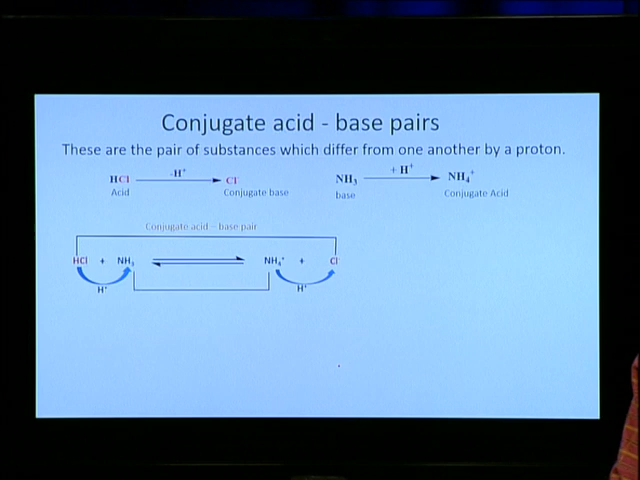 Conjugate acid - base pairs
These are the pair of substances which differ from one another by a proton.
HCl -H⁺ Cl⁻ NH₃ + H⁺ NH₄⁺
Acid Conjugate base base Conjugate Acid
Conjugate acid - base pair
HCl + NH₃ NH₄⁺ + Cl⁻
H⁺ H⁺